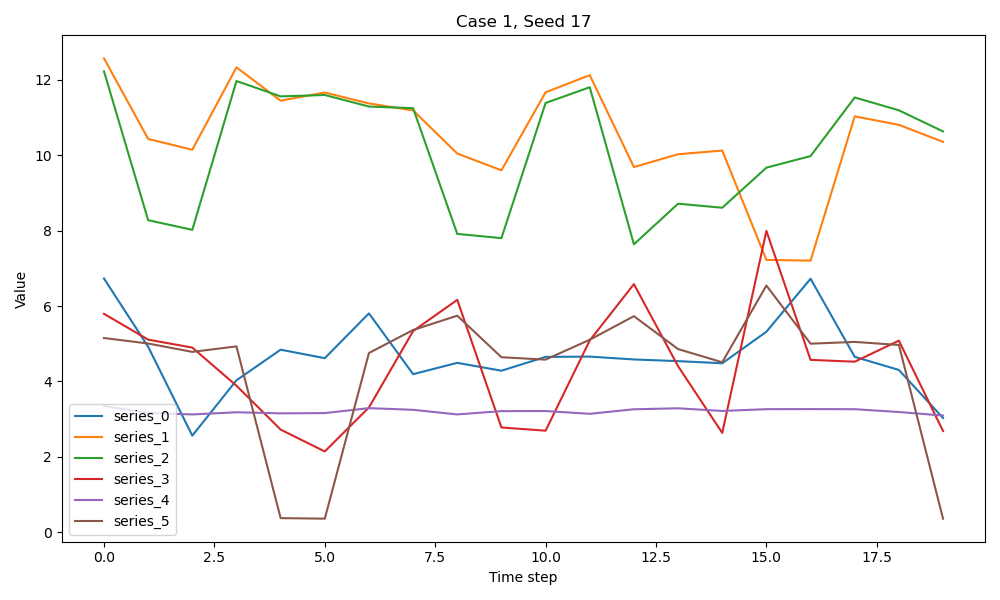 Case 1, Seed 17
Value
12
10
8
6
4
2
0
series_0
series_1
series_2
series_3
series_4
series_5
0.0 2.5 5.0 7.5 10.0 12.5 15.0 17.5
Time step